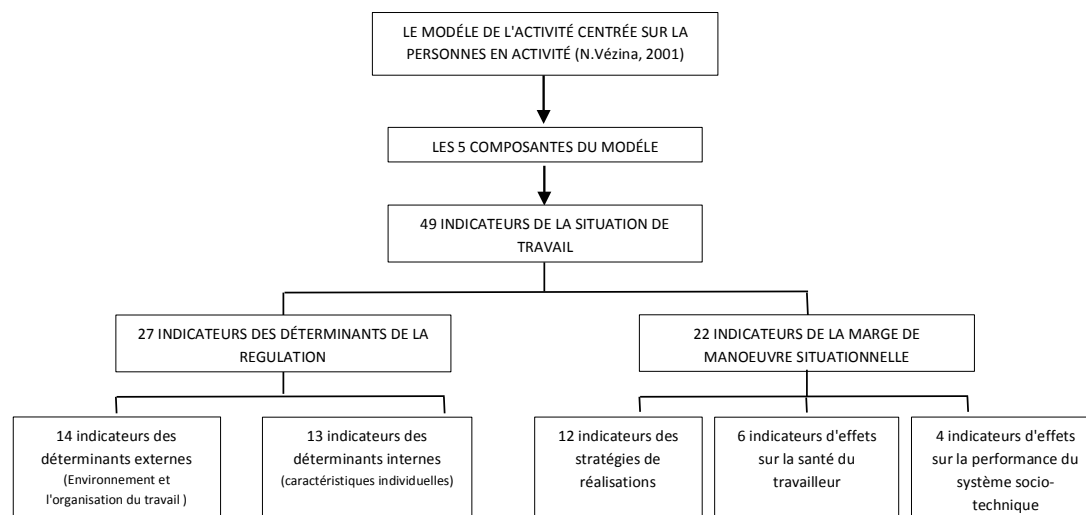 LE MODÉLE DE L'ACTIVITÉ CENTRÉE SUR LA
PERSONNES EN ACTIVITÉ (N.Vézina, 2001)
LES 5 COMPOSANTES DU MODÉLE
49 INDICATEURS DE LA SITUATION DE
TRAVAIL
27 INDICATEURS DES DÉTERMINANTS DE LA
REGULATION
22 INDICATEURS DE LA MARGE DE
MANOEUVRE SITUATIONNELLE
14 indicateurs des
déterminants externes
(Environnement et
l'organisation du travail )
13 indicateurs des
déterminants internes
(caractéristiques individuelles)
12 indicateurs des
stratégies de
réalisations
6 indicateurs d'effets
sur la santé du
travailleur
4 indicateurs d'effets
sur la performance du
système socio-
technique